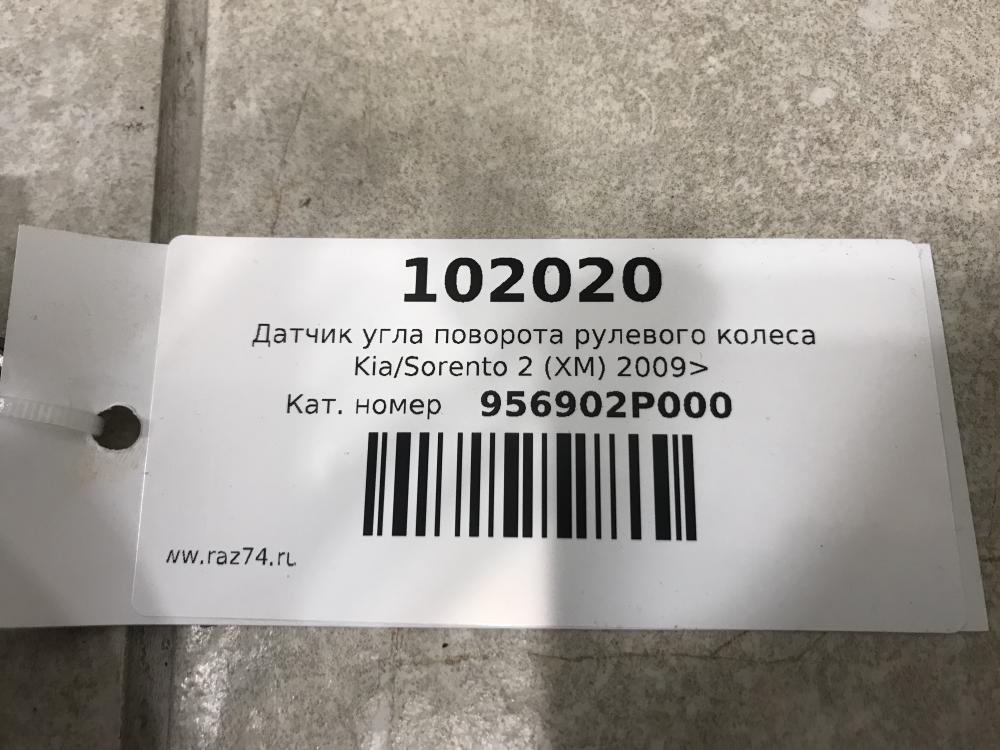 102020
Датчик угла поворота рулевого колеса
Kia/Sorento 2 (XM) 2009>
Кат. номер 956902P000
ww.raz74.ru